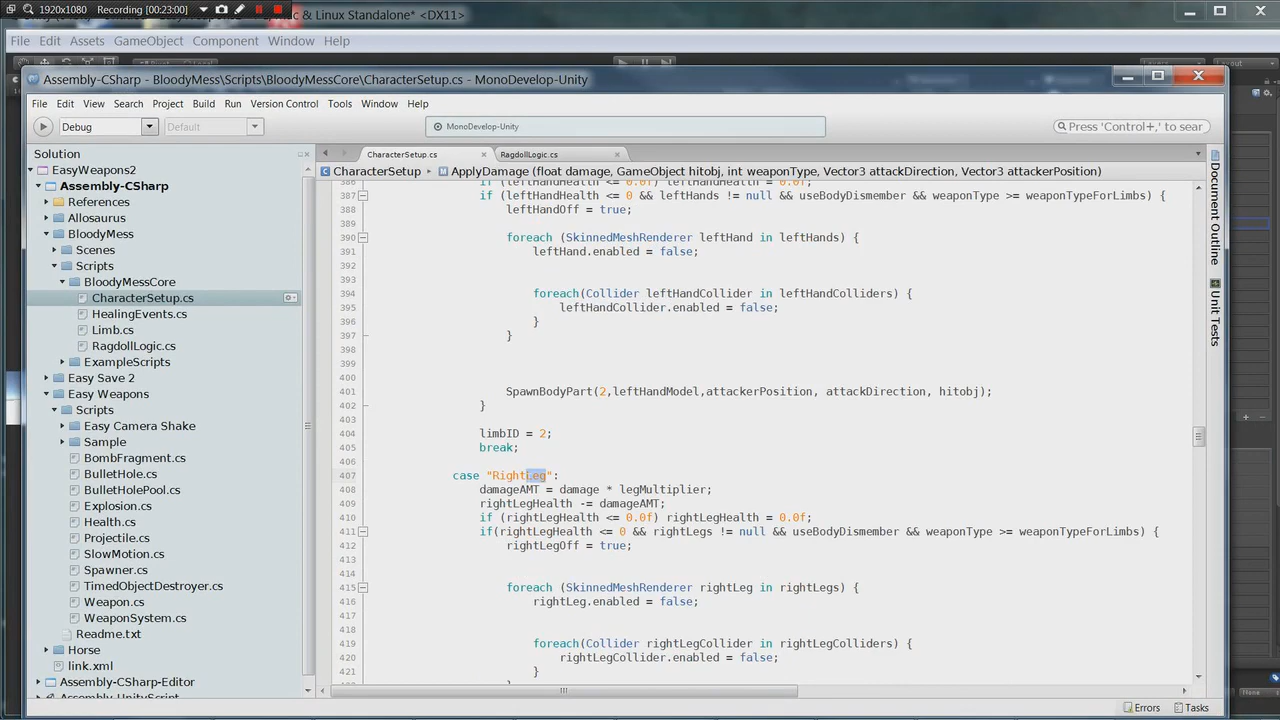 1920x1080 Recording [00:23:00] & Linux Standalone* <DX11>
File Edit Assets GameObject Component Window Help
Assembly-CSharp - BloodyMess\Scripts\BloodyMessCore\CharacterSetup.cs - MonoDevelop-Unity
File Edit View Search Project Build Run Version Control Tools Window Help
Debug Default MonoDevelop-Unity Press 'Control+,' to sear
Solution
EasyWeapons2
Assembly-CSharp
References
Allosaurus
BloodyMess
Scenes
Scripts
BloodyMessCore
CharacterSetup.cs
HealingEvents.cs
Limb.cs
RagdollLogic.cs
ExampleScripts
Easy Save 2
Easy Weapons
Scripts
Easy Camera Shake
Sample
BombFragment.cs
BulletHole.cs
BulletHolePool.cs
Explosion.cs
Health.cs
Projectile.cs
SlowMotion.cs
Spawner.cs
TimedObjectDestroyer.cs
Weapon.cs
WeaponSystem.cs
Readme.txt
Horse
link.xml
Assembly-CSharp-Editor
Assembly-UnityScript
CharacterSetup.cs RagdollLogic.cs
CharacterSetup ApplyDamage (float damage, GameObject hitobj, int weaponType, Vector3 attackDirection, Vector3 attackerPosition)
386 if (leftHandHealth <= 0.0f) leftHandHealth = 0.0f;
387 if (leftHandHealth <= 0 && leftHands != null && useBodyDismember && weaponType >= weaponTypeForLimbs) {
388 leftHandOff = true;
389
390 foreach (SkinnedMeshRenderer leftHand in leftHands) {
391 leftHand.enabled = false;
392
393
394 foreach(Collider leftHandCollider in leftHandColliders) {
395 leftHandCollider.enabled = false;
396 }
397 }
398
399
400
401 SpawnBodyPart(2,leftHandModel,attackerPosition, attackDirection, hitobj);
402 }
403
404 limbID = 2;
405 break;
406
407 case "RightLeg":
408 damageAMT = damage * legMultiplier;
409 rightLegHealth -= damageAMT;
410 if (rightLegHealth <= 0.0f) rightLegHealth = 0.0f;
411 if(rightLegHealth <= 0 && rightLegs != null && useBodyDismember && weaponType >= weaponTypeForLimbs) {
412 rightLegOff = true;
413
414
415 foreach (SkinnedMeshRenderer rightLeg in rightLegs) {
416 rightLeg.enabled = false;
417
418
419 foreach(Collider rightLegCollider in rightLegColliders) {
420 rightLegCollider.enabled = false;
421 }
Document Outline
Unit Tests
Errors Tasks